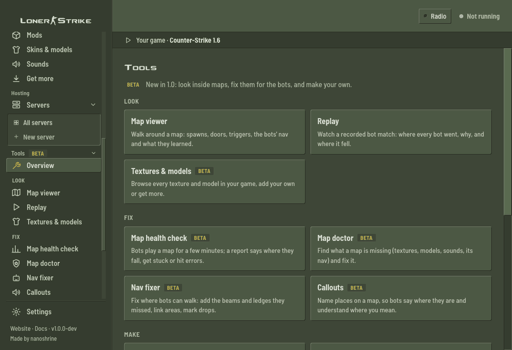 LONERSTRIKE
Mods
Skins & models
Sounds
Get more
Hosting
Servers
All servers
+ New server
Tools BETA
Overview
LOOK
Map viewer
Replay
Textures & models
FIX
Map health check
Map doctor
Nav fixer
Callouts
Settings
Website · Docs · v1.0.0-dev
Made by nanoshrine
Radio
Not running
Your game · Counter-Strike 1.6
TOOLS
BETA New in 1.0: look inside maps, fix them for the bots, and make your own.
LOOK
Map viewer
Walk around a map: spawns, doors, triggers, the bots' nav
and what they learned.
Replay
Watch a recorded bot match: where every bot went, why, and
where it fell.
Textures & models BETA
Browse every texture and model in your game, add your own
or get more.
FIX
Map health check BETA
Bots play a map for a few minutes; a report says where they
fall, get stuck or hit errors.
Map doctor BETA
Find what a map is missing (textures, models, sounds, its
nav) and fix it.
Nav fixer BETA
Fix where bots can walk: add the beams and ledges they
missed, link areas, mark drops.
Callouts BETA
Name places on a map, so bots say where they are and
understand where you mean.
MAKE